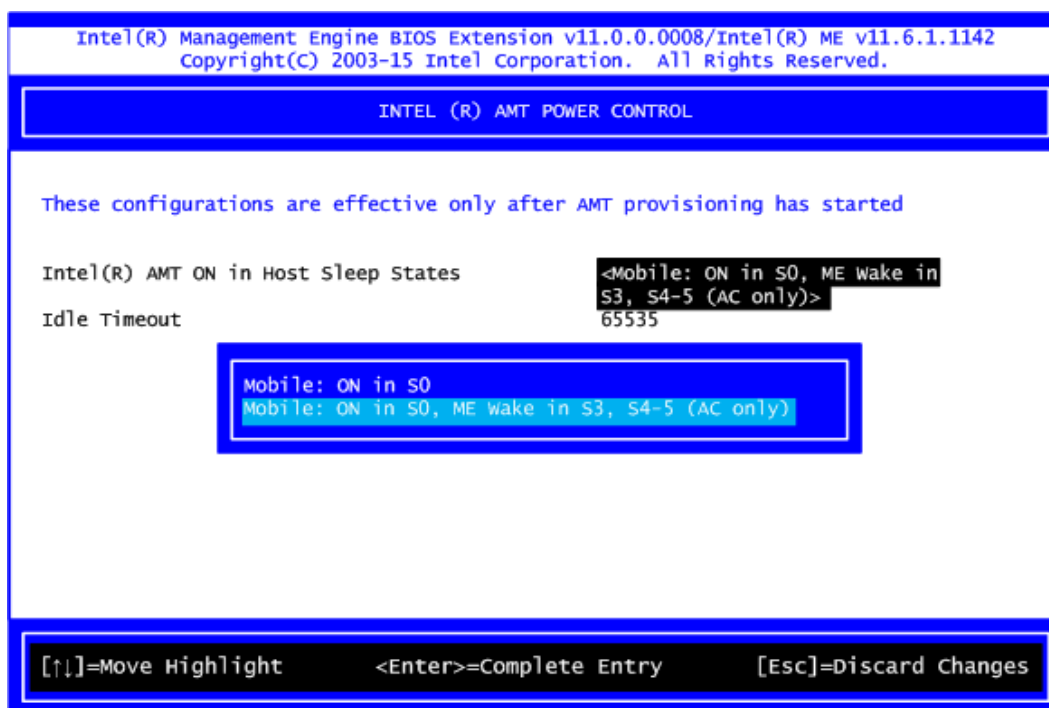 Intel(R) Management Engine BIOS Extension v11.0.0.0008/Intel(R) ME v11.6.1.1142
Copyright(C) 2003-15 Intel Corporation.  All Rights Reserved.
INTEL (R) AMT POWER CONTROL
These configurations are effective only after AMT provisioning has started
Intel(R) AMT ON in Host Sleep States <Mobile: ON in S0, ME Wake in
S3, S4-5 (AC only)>
Idle Timeout 65535
Mobile: ON in S0
Mobile: ON in S0, ME Wake in S3, S4-5 (AC only)
[↑↓]=Move Highlight <Enter>=Complete Entry [Esc]=Discard Changes